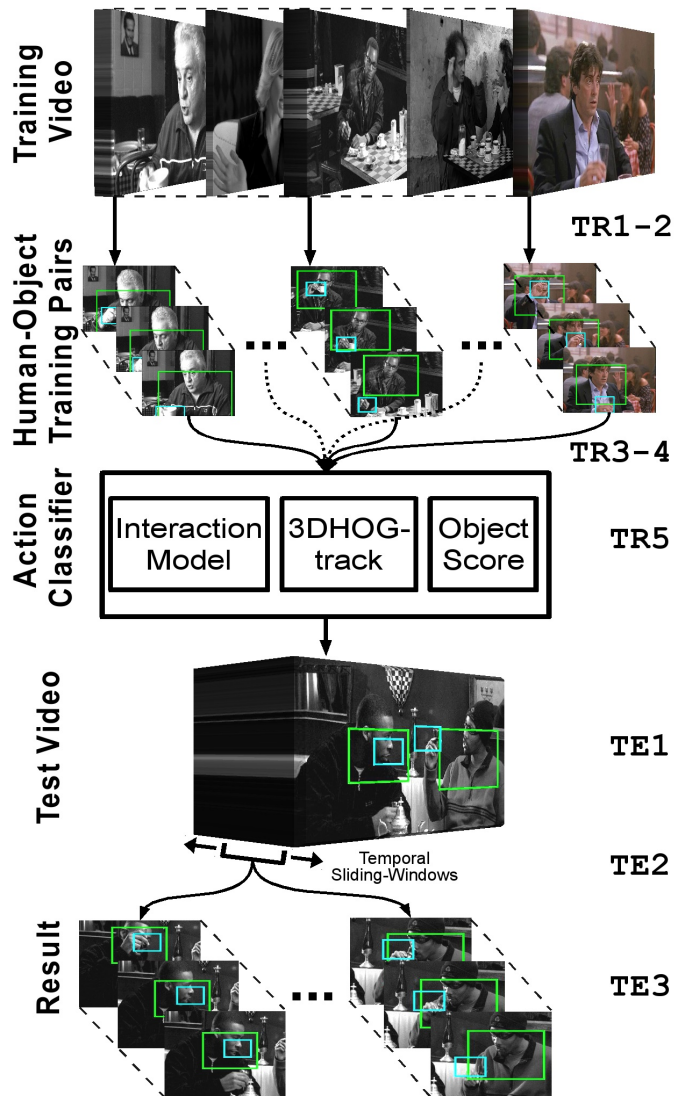 Training
Video
TR1-2
Human-Object
Training Pairs
TR3-4
Action
Classifier
Interaction
Model
3DHOG-
track
Object
Score
TR5
Test Video
TE1
Temporal
Sliding-Windows
TE2
Result
TE3